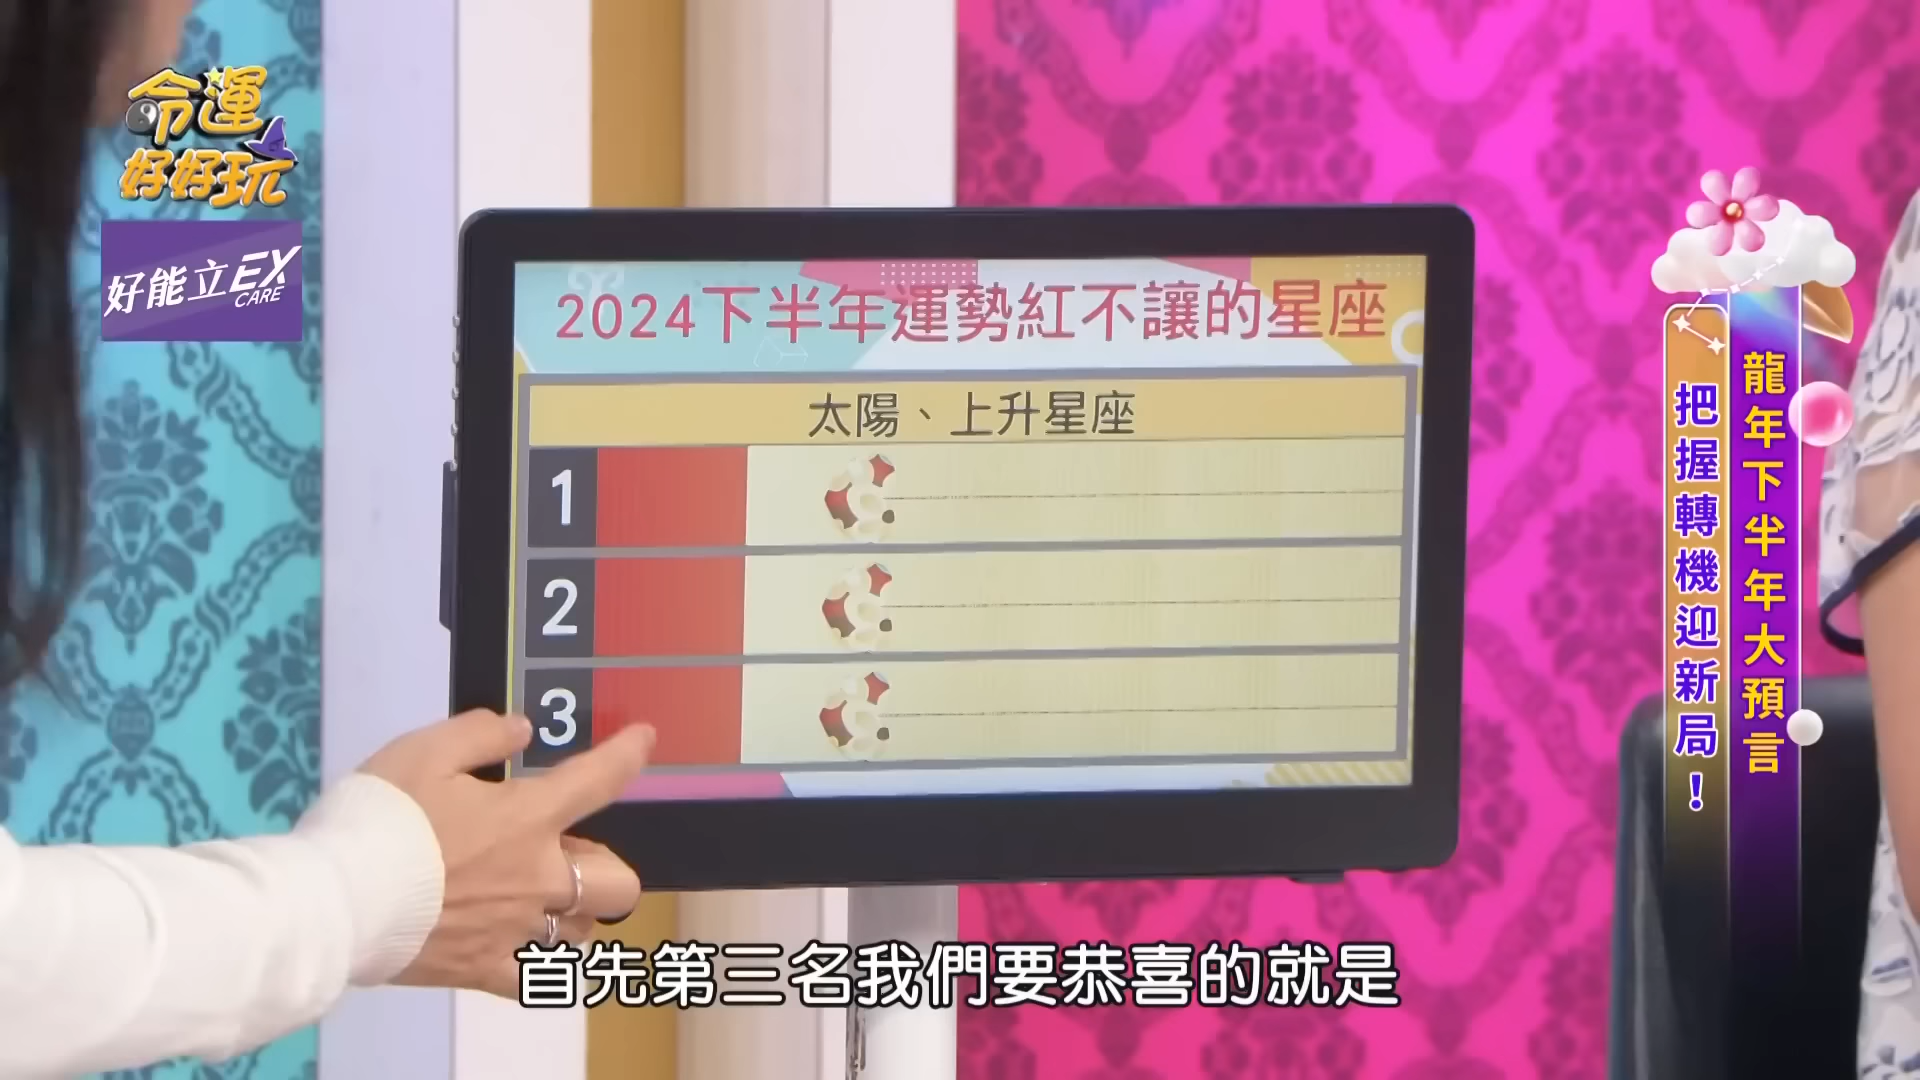 命運
好好玩
好能立EX
CARE
2024下半年運勢紅不讓的星座
太陽、上升星座
1
2
3
龍年下半年大預言
把握轉機迎新局！
首先第三名我們要恭喜的就是